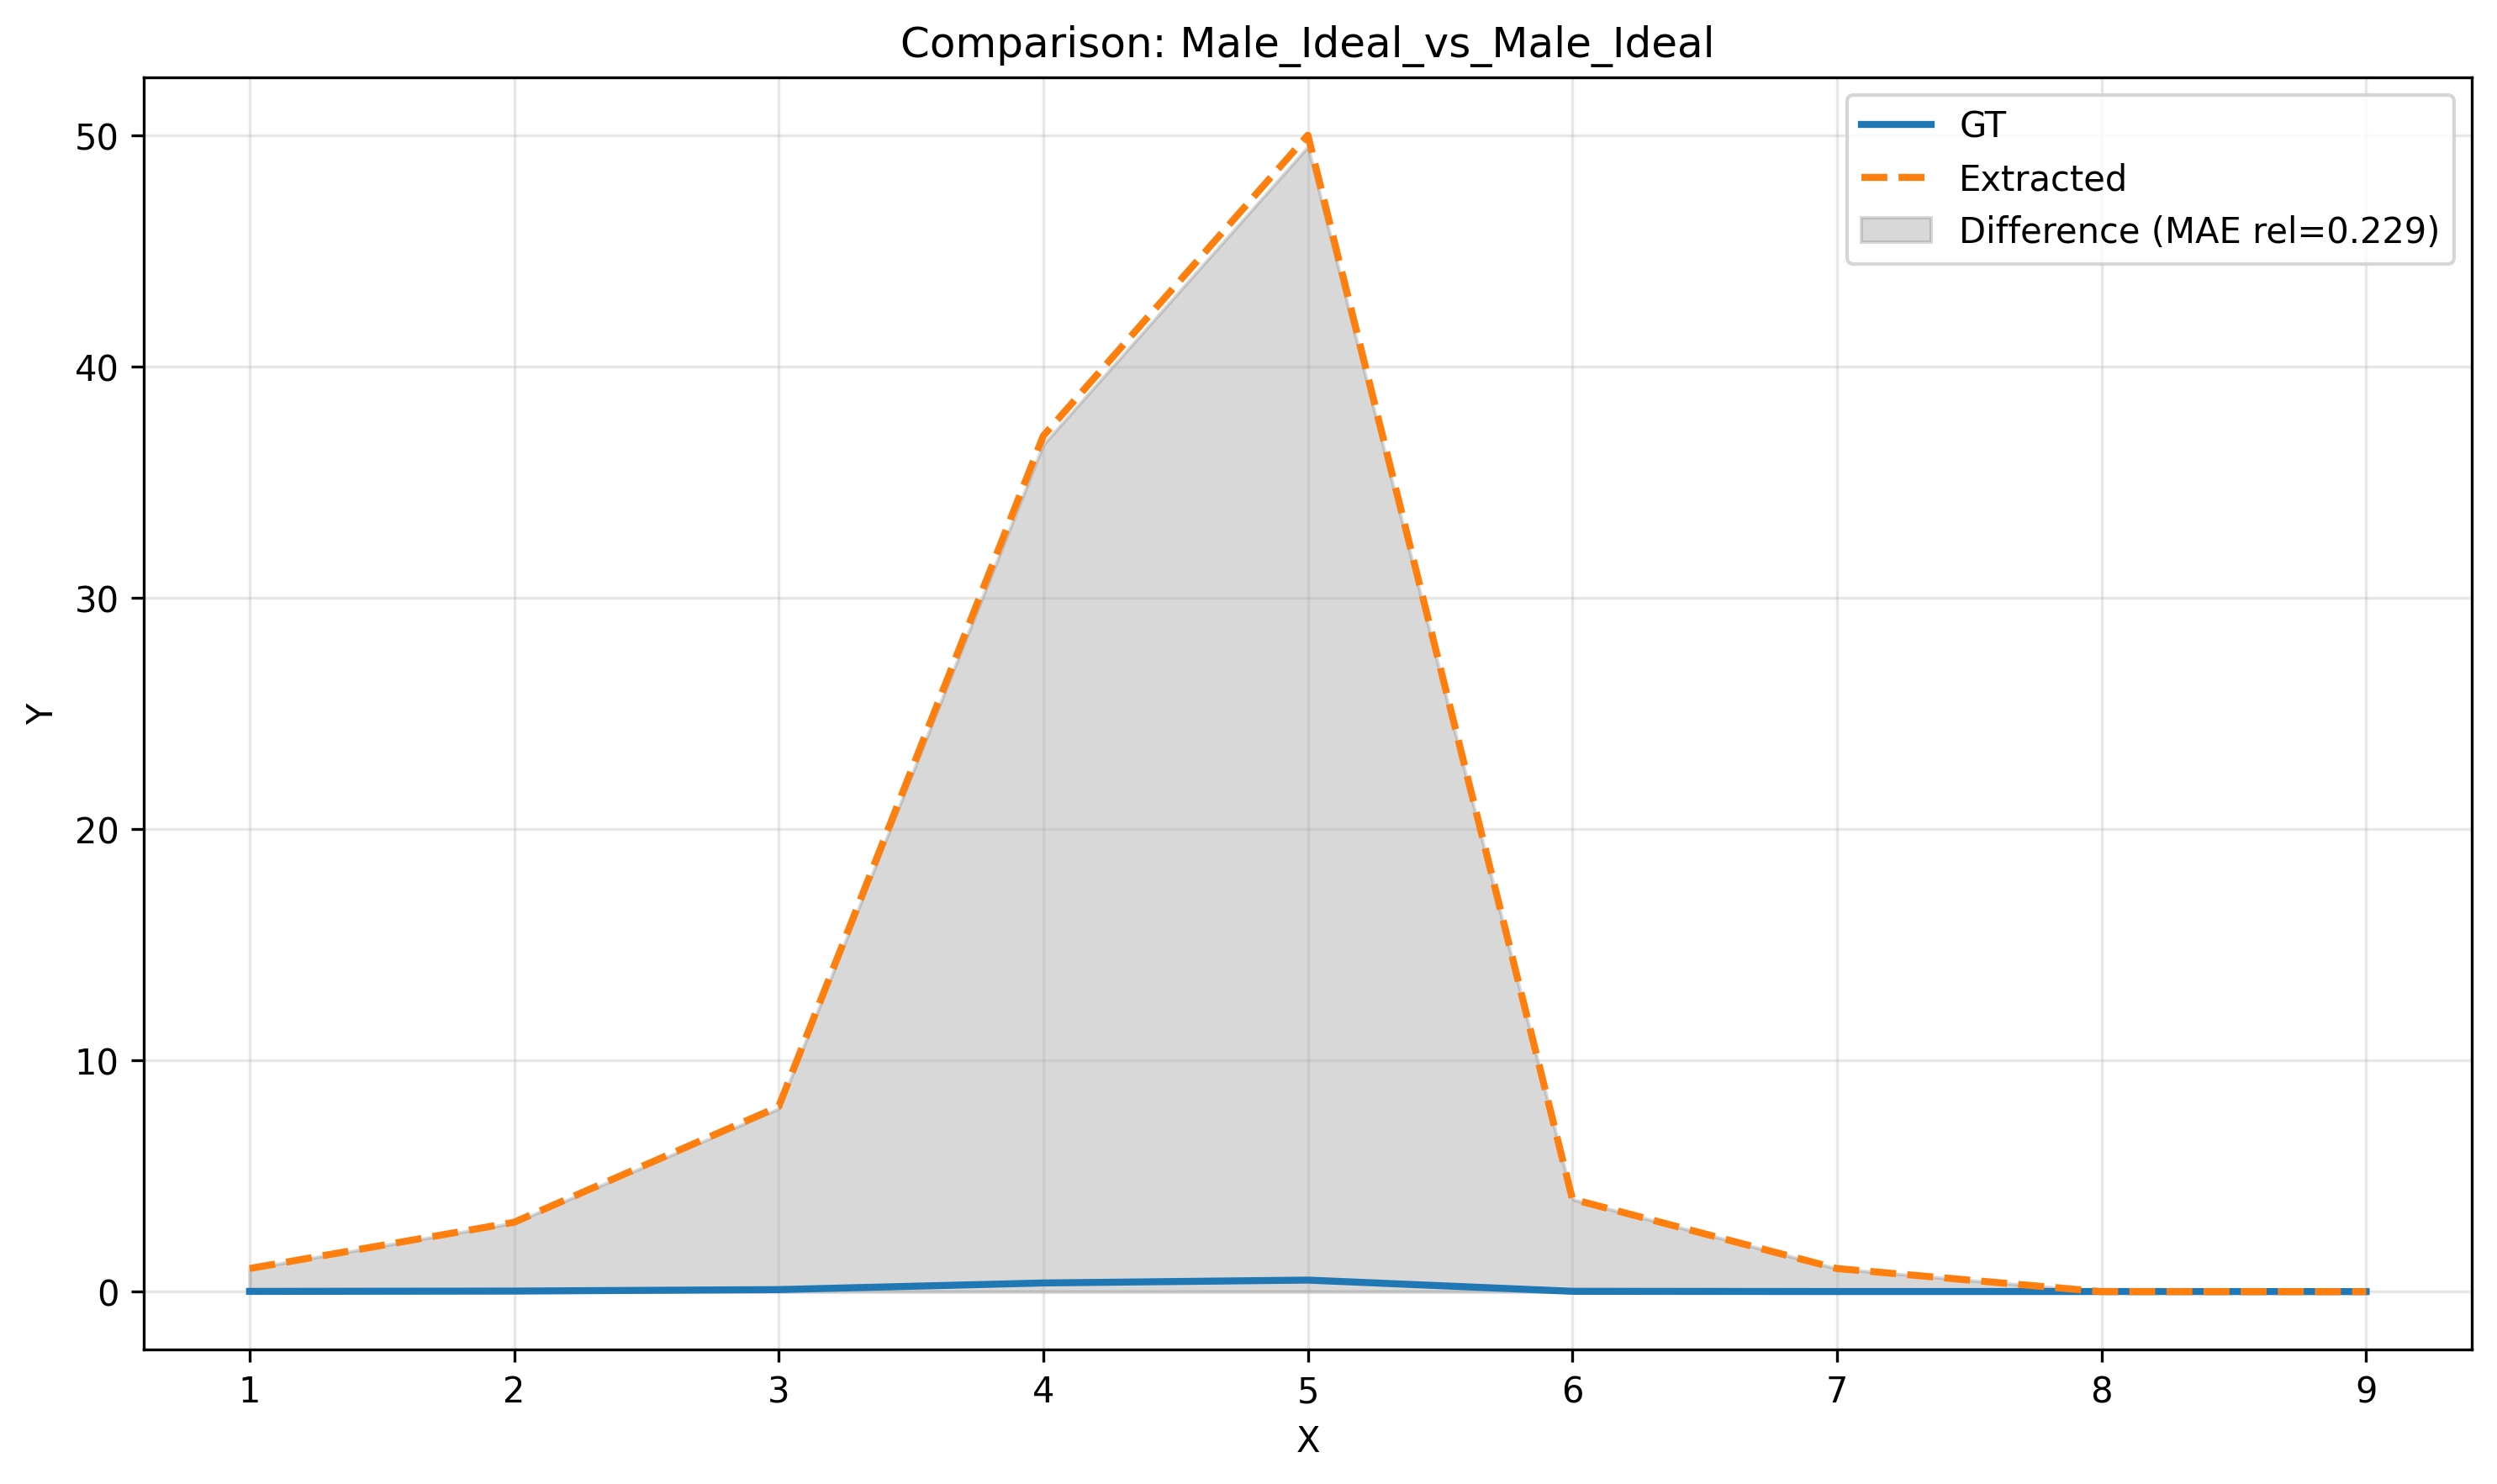 Comparison: Male_Ideal_vs_Male_Ideal
GT
Extracted
Difference (MAE rel=0.229)
50
40
30
20
10
0
Y
1 2 3 4 5 6 7 8 9
X